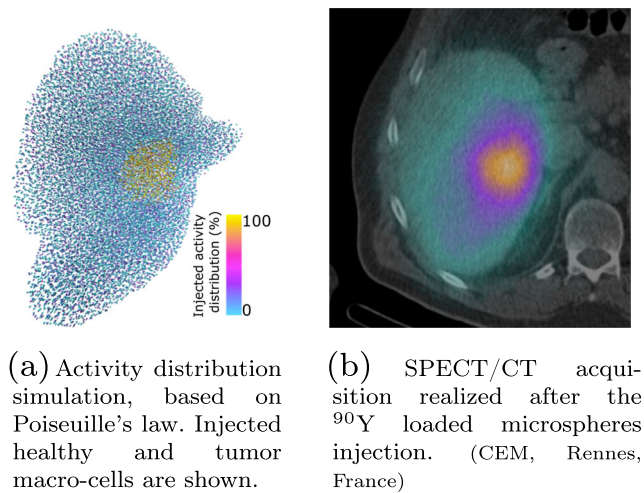 Injected activity
distribution (%)
100
0
(a) Activity distribution
simulation, based on
Poiseuille's law. Injected
healthy and tumor
macro-cells are shown.
(b) SPECT/CT acqui-
sition realized after the
⁹⁰Y loaded microspheres
injection. (CEM, Rennes,
France)